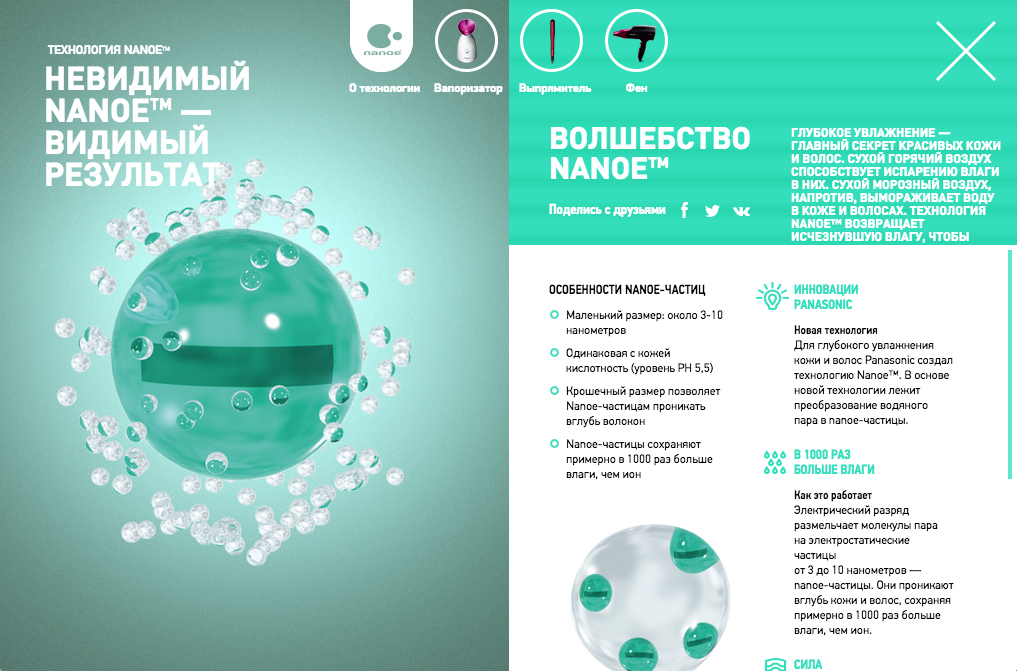 ТЕХНОЛОГИЯ NANOE™
НЕВИДИМЫЙ
NANOE™ —
ВИДИМЫЙ
РЕЗУЛЬТАТ
nanoe
О технологии
Вапоризатор
Выпрямитель
Фен
ВОЛШЕБСТВО
NANOE™
Поделись с друзьями
ГЛУБОКОЕ УВЛАЖНЕНИЕ —
ГЛАВНЫЙ СЕКРЕТ КРАСИВЫХ КОЖИ
И ВОЛОС. СУХОЙ ГОРЯЧИЙ ВОЗДУХ
СПОСОБСТВУЕТ ИСПАРЕНИЮ ВЛАГИ
В НИХ. СУХОЙ МОРОЗНЫЙ ВОЗДУХ,
НАПРОТИВ, ВЫМОРАЖИВАЕТ ВОДУ
В КОЖЕ И ВОЛОСАХ. ТЕХНОЛОГИЯ
NANOE™ ВОЗВРАЩАЕТ
ИСЧЕЗНУВШУЮ ВЛАГУ, ЧТОБЫ
ОСОБЕННОСТИ NANOE-ЧАСТИЦ
Маленький размер: около 3-10
нанометров
Одинаковая с кожей
кислотность (уровень PH 5,5)
Крошечный размер позволяет
Nanoe-частицам проникать
вглубь волокон
Nanoe-частицы сохраняют
примерно в 1000 раз больше
влаги, чем ион
ИННОВАЦИИ
PANASONIC
Новая технология
Для глубокого увлажнения
кожи и волос Panasonic создал
технологию Nanoe™. В основе
новой технологии лежит
преобразование водяного
пара в nanoe-частицы.
В 1000 РАЗ
БОЛЬШЕ ВЛАГИ
Как это работает
Электрический разряд
размельчает молекулы пара
на электростатические
частицы
от 3 до 10 нанометров —
nanoe-частицы. Они проникают
вглубь кожи и волос, сохраняя
примерно в 1000 раз больше
влаги, чем ион.
СИЛА